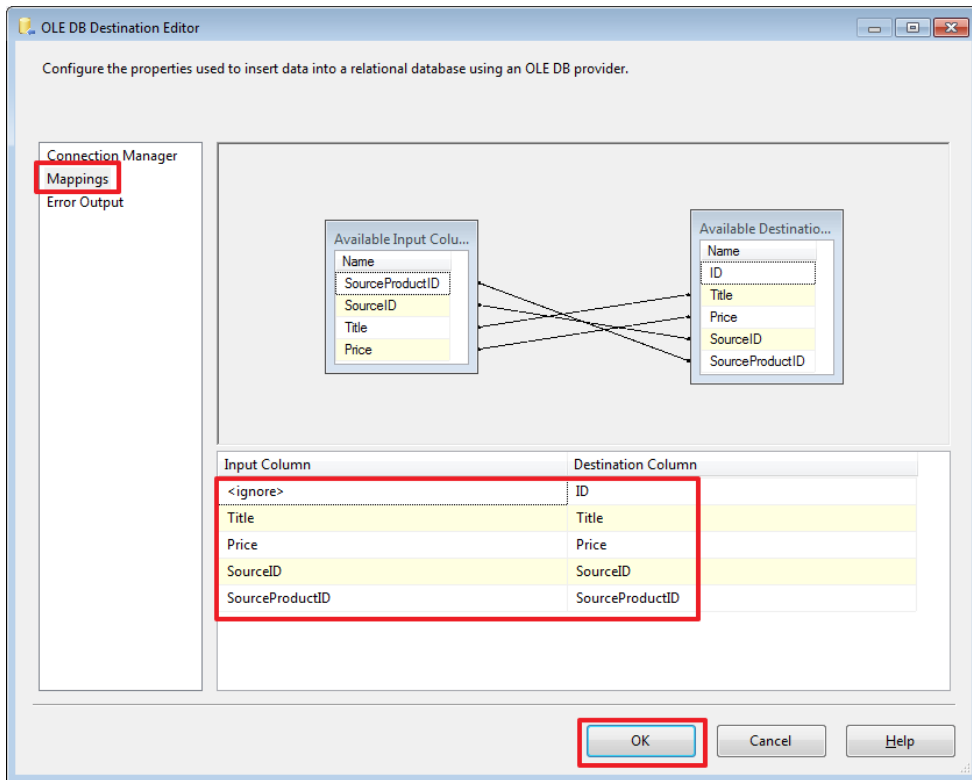 OLE DB Destination Editor
Configure the properties used to insert data into a relational database using an OLE DB provider.
Connection Manager
Mappings
Error Output
Available Input Colu...
Name
SourceProductID
SourceID
Title
Price
Available Destinatio...
Name
ID
Title
Price
SourceID
SourceProductID
Input Column Destination Column
<ignore> ID
Title Title
Price Price
SourceID SourceID
SourceProductID SourceProductID
OK Cancel Help